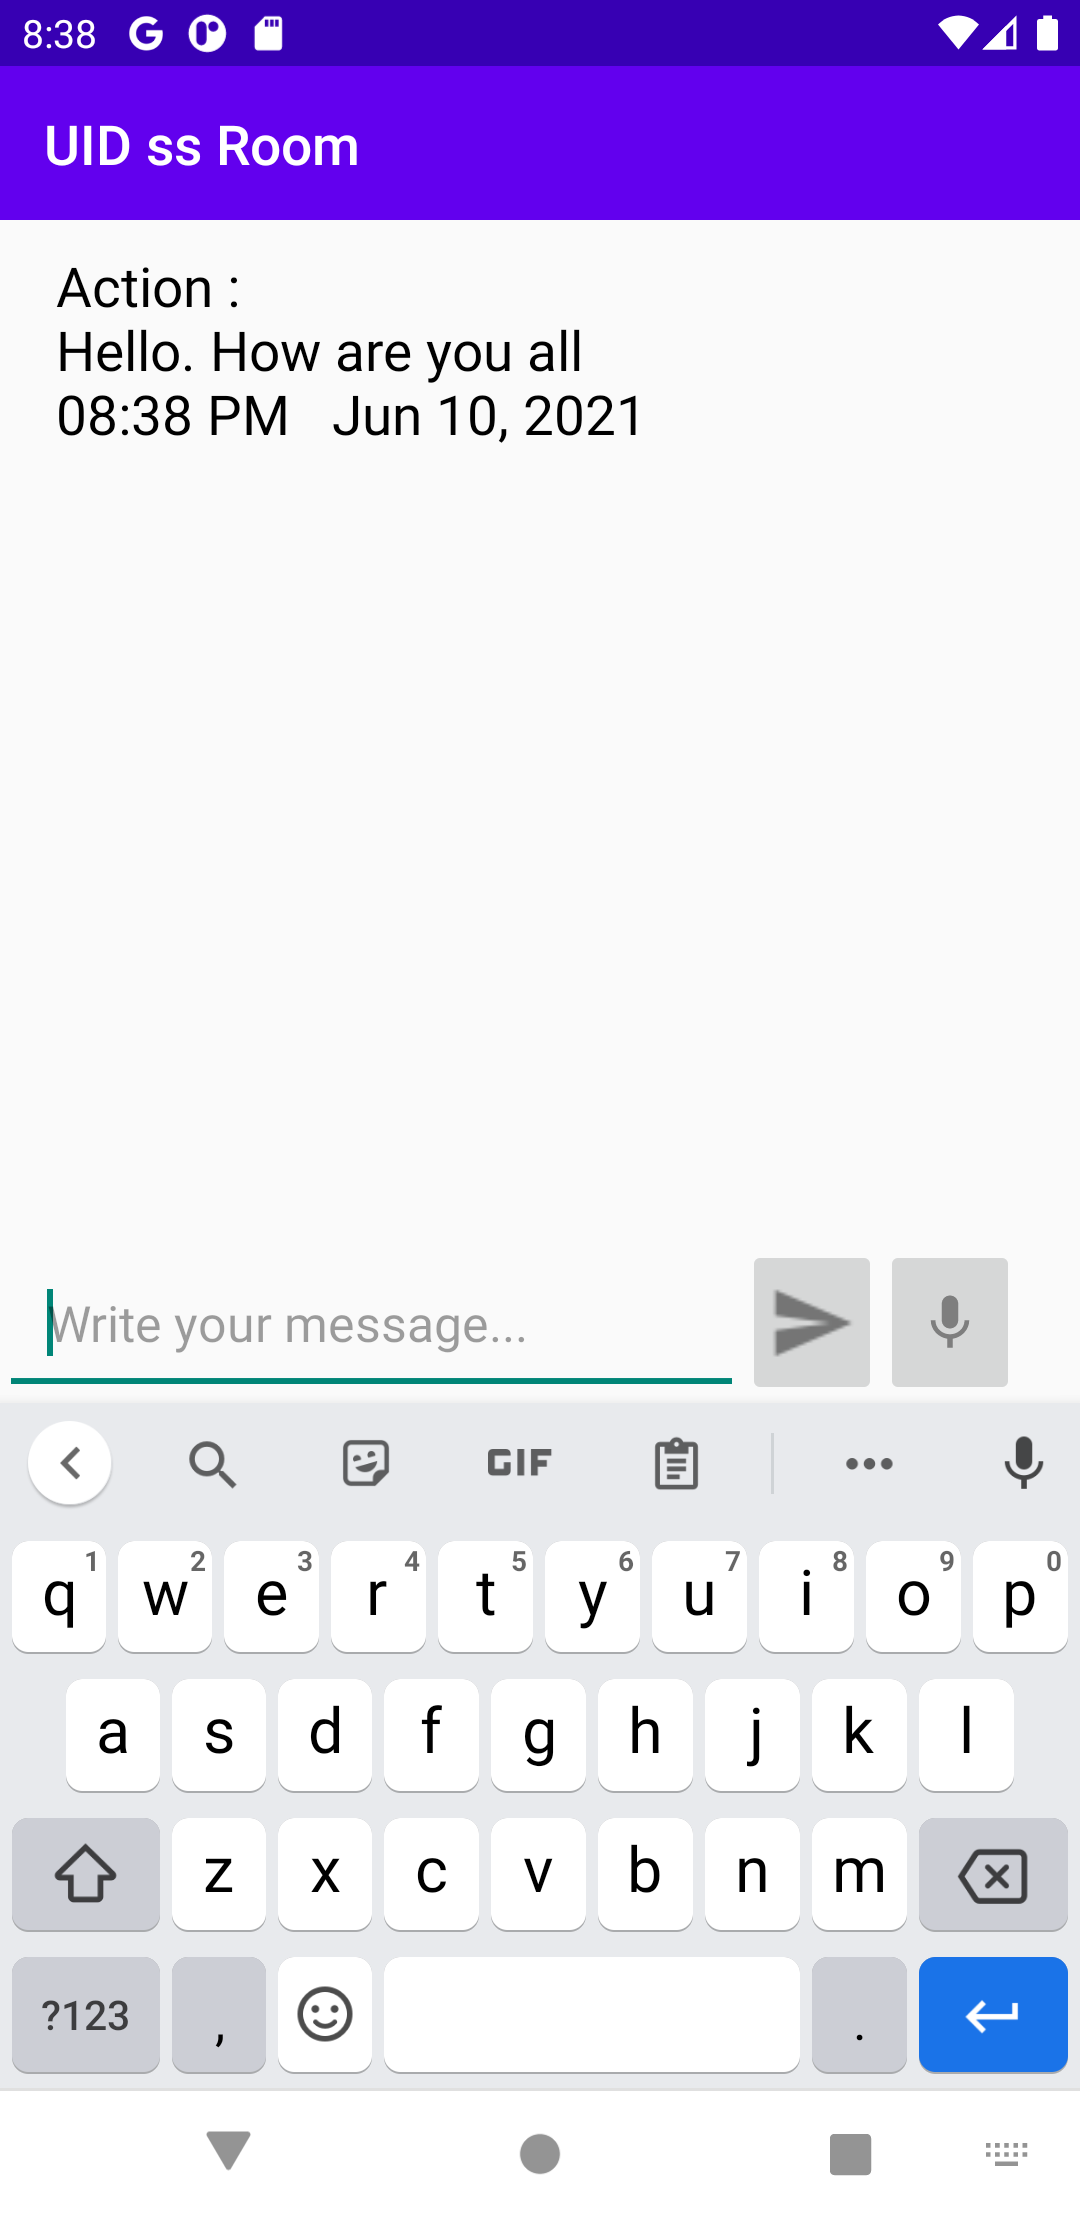 8:38
UID ss Room
Action :
Hello. How are you all
08:38 PM   Jun 10, 2021
Write your message...
GIF
q 1 w 2 e 3 r 4 t 5 y 6 u 7 i 8 o 9 p 0
a s d f g h j k l
z x c v b n m
?123 , .